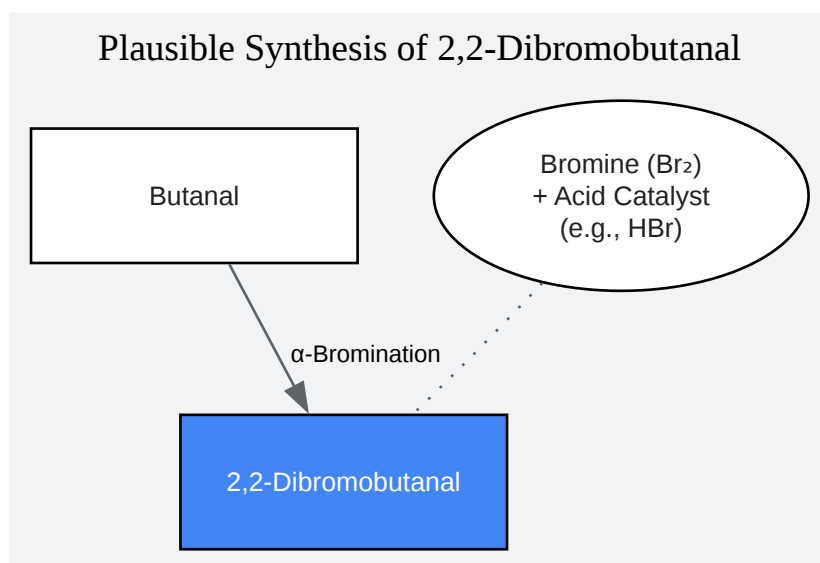 Plausible Synthesis of 2,2-Dibromobutanal
Butanal
Bromine (Br₂)
+ Acid Catalyst
(e.g., HBr)
α-Bromination
2,2-Dibromobutanal